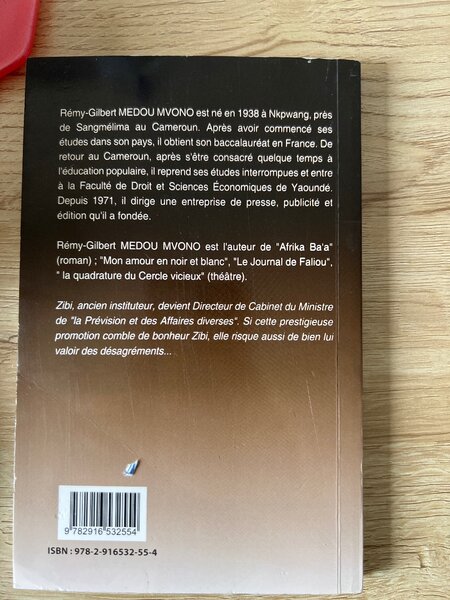 Rémy-Gilbert MEDOU MVONO est né en 1938 à Nkpwang, près
de Sangmélima au Cameroun. Après avoir commencé ses
études dans son pays, il obtient son baccalauréat en France. De
retour au Cameroun, après s'être consacré quelque temps à
l'éducation populaire, il reprend ses études interrompues et entre
à la Faculté de Droit et Sciences Économiques de Yaoundé.
Depuis 1971, il dirige une entreprise de presse, publicité et
édition qu'il a fondée.
Rémy-Gilbert MEDOU MVONO est l'auteur de "Afrika Ba'a"
(roman) ; "Mon amour en noir et blanc", "Le Journal de Faliou",
" la quadrature du Cercle vicieux" (théâtre).
Zibi, ancien instituteur, devient Directeur de Cabinet du Ministre
de "la Prévision et des Affaires diverses". Si cette prestigieuse
promotion comble de bonheur Zibi, elle risque aussi de bien lui
valoir des désagréments...
9 782916 532554
ISBN : 978-2-916532-55-4